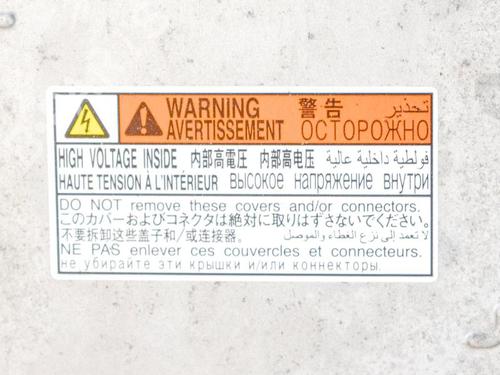 WARNING 警告 تحذير
AVERTISSEMENT ОСТОРОЖНО
HIGH VOLTAGE INSIDE 内部高電圧 内部高电压 فولطية داخلية عالية
HAUTE TENSION À L'INTÉRIEUR высокое напряжение внутри
DO NOT remove these covers and/or connectors.
このカバーおよびコネクタは絶対に取りはずさないでください。
不要拆卸这些盖子和/或连接器。 لا تعمد إلى نزع الغطاء والموصل
NE PAS enlever ces couvercles et connecteurs.
не убирайте эти крышки и/или коннекторы.